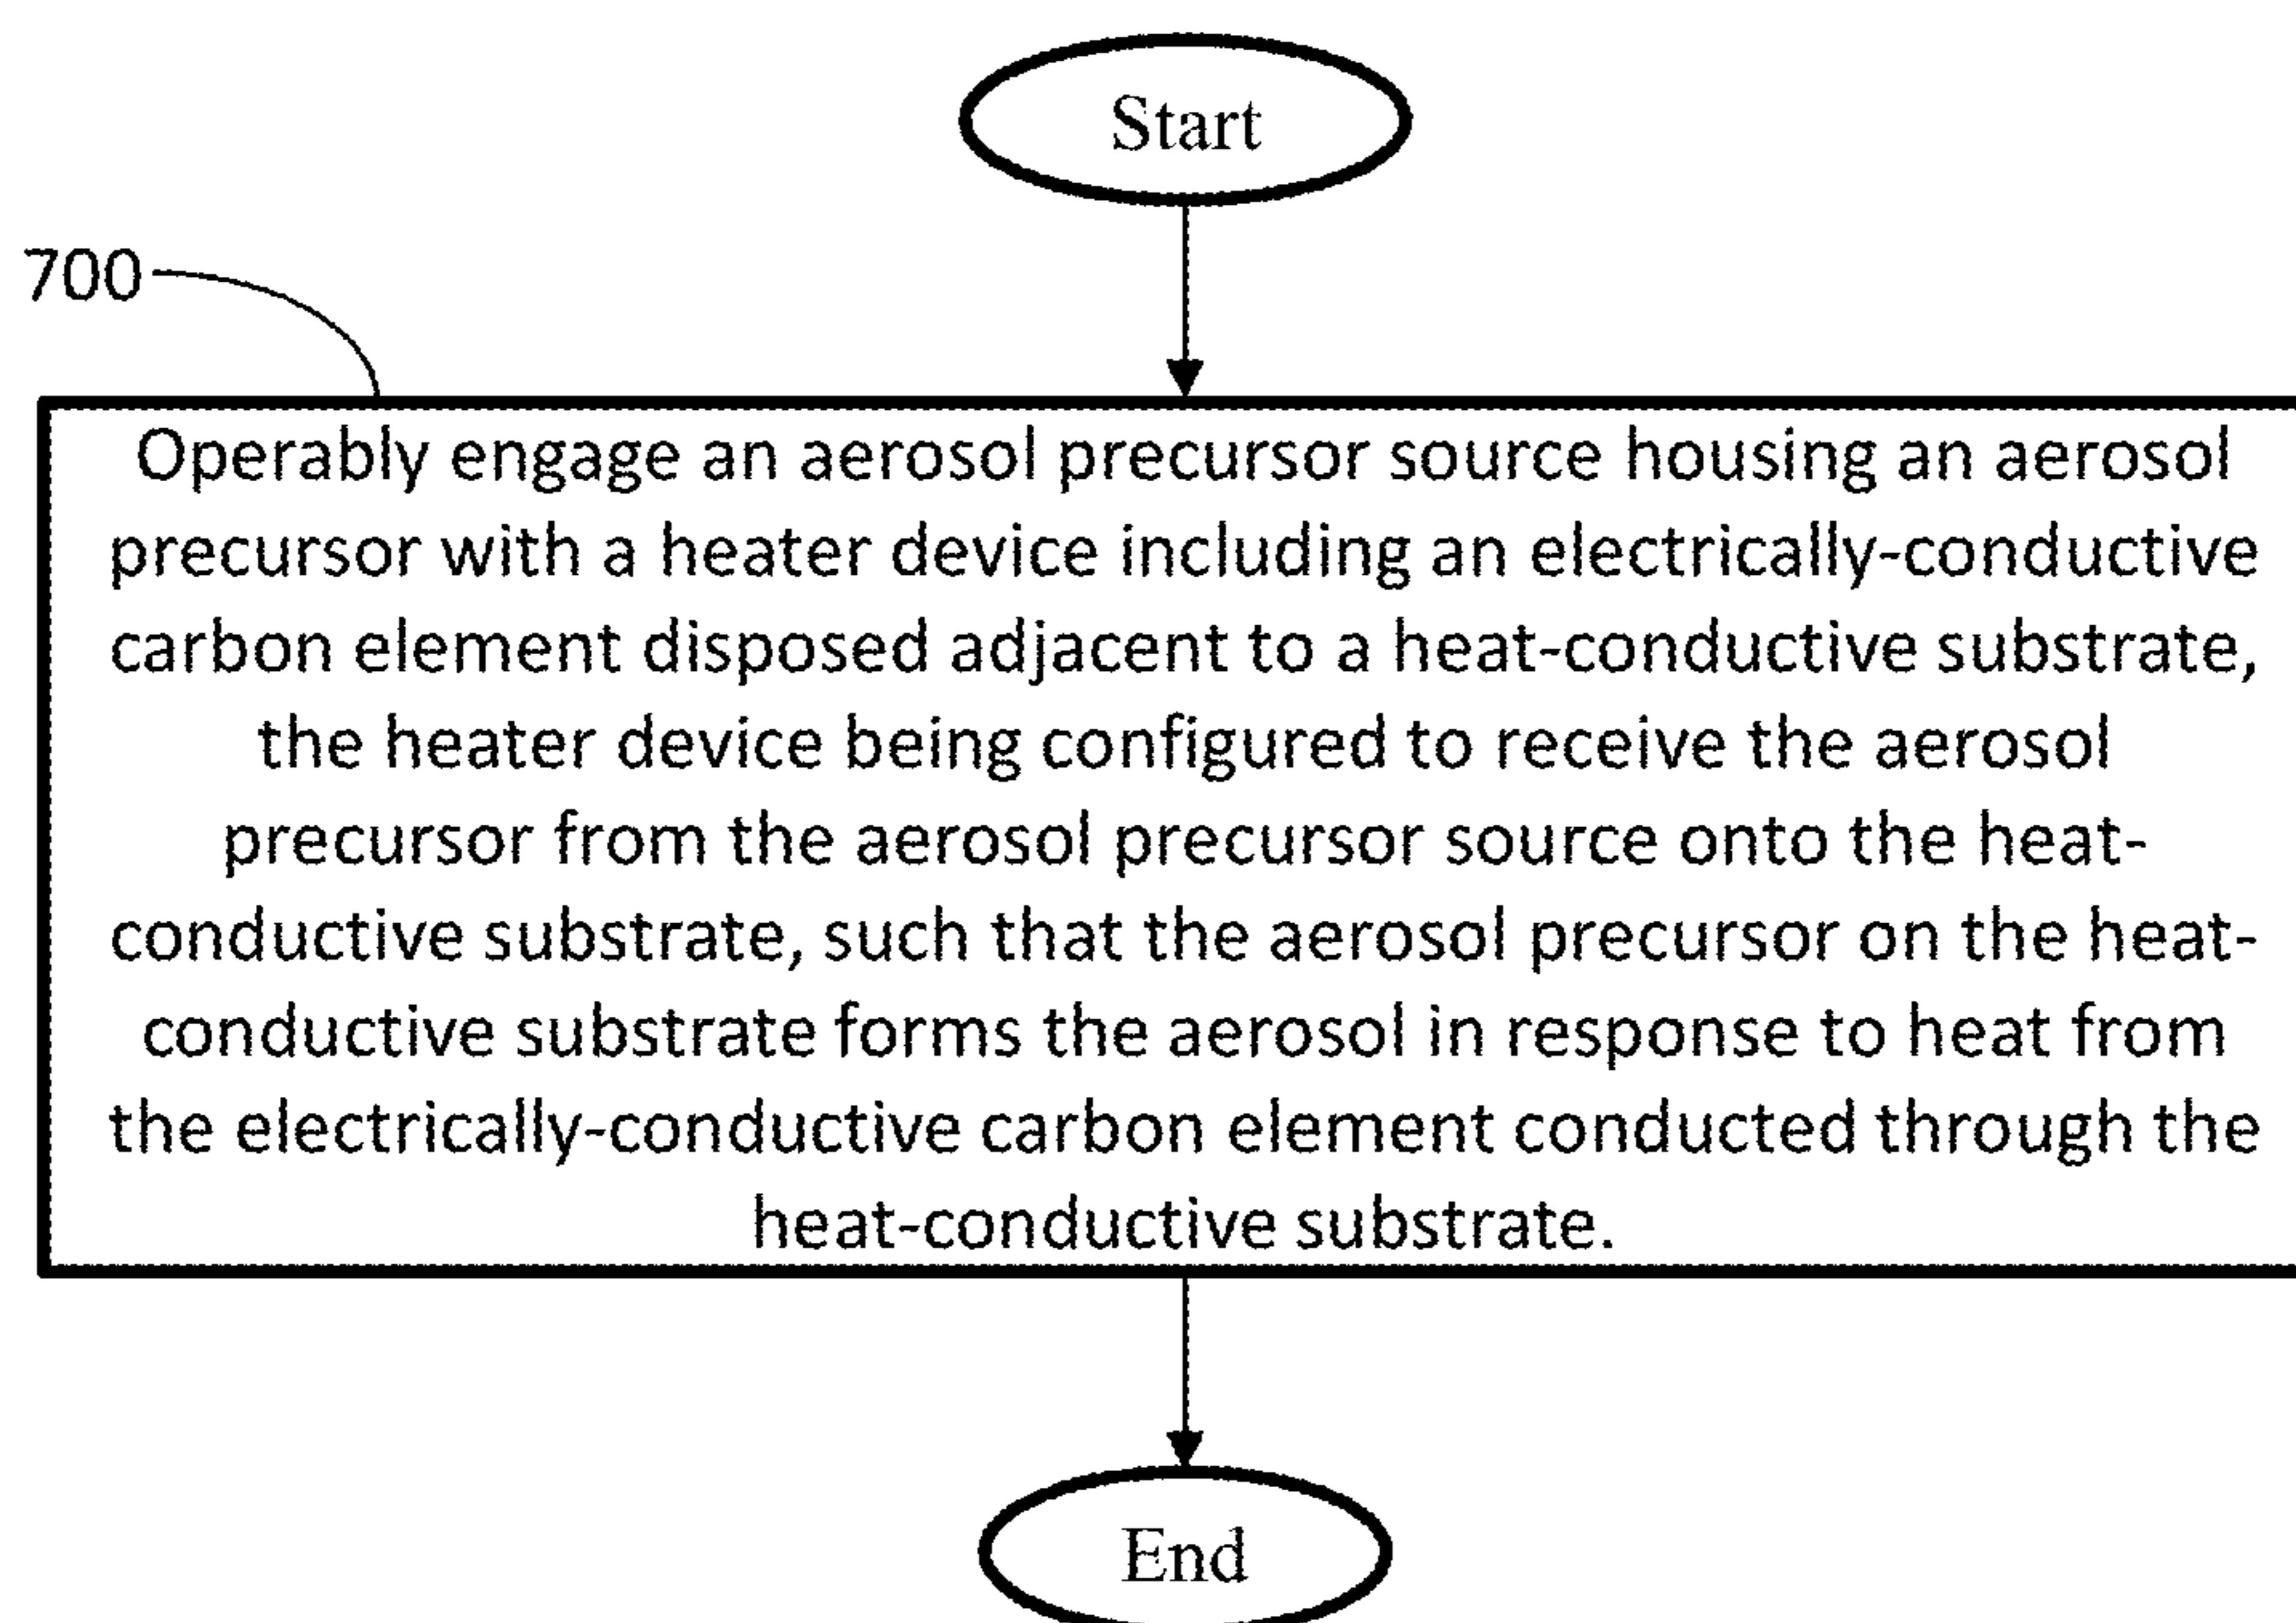 Start
700
Operably engage an aerosol precursor source housing an aerosol
precursor with a heater device including an electrically-conductive
carbon element disposed adjacent to a heat-conductive substrate,
the heater device being configured to receive the aerosol
precursor from the aerosol precursor source onto the heat-
conductive substrate, such that the aerosol precursor on the heat-
conductive substrate forms the aerosol in response to heat from
the electrically-conductive carbon element conducted through the
heat-conductive substrate.
End